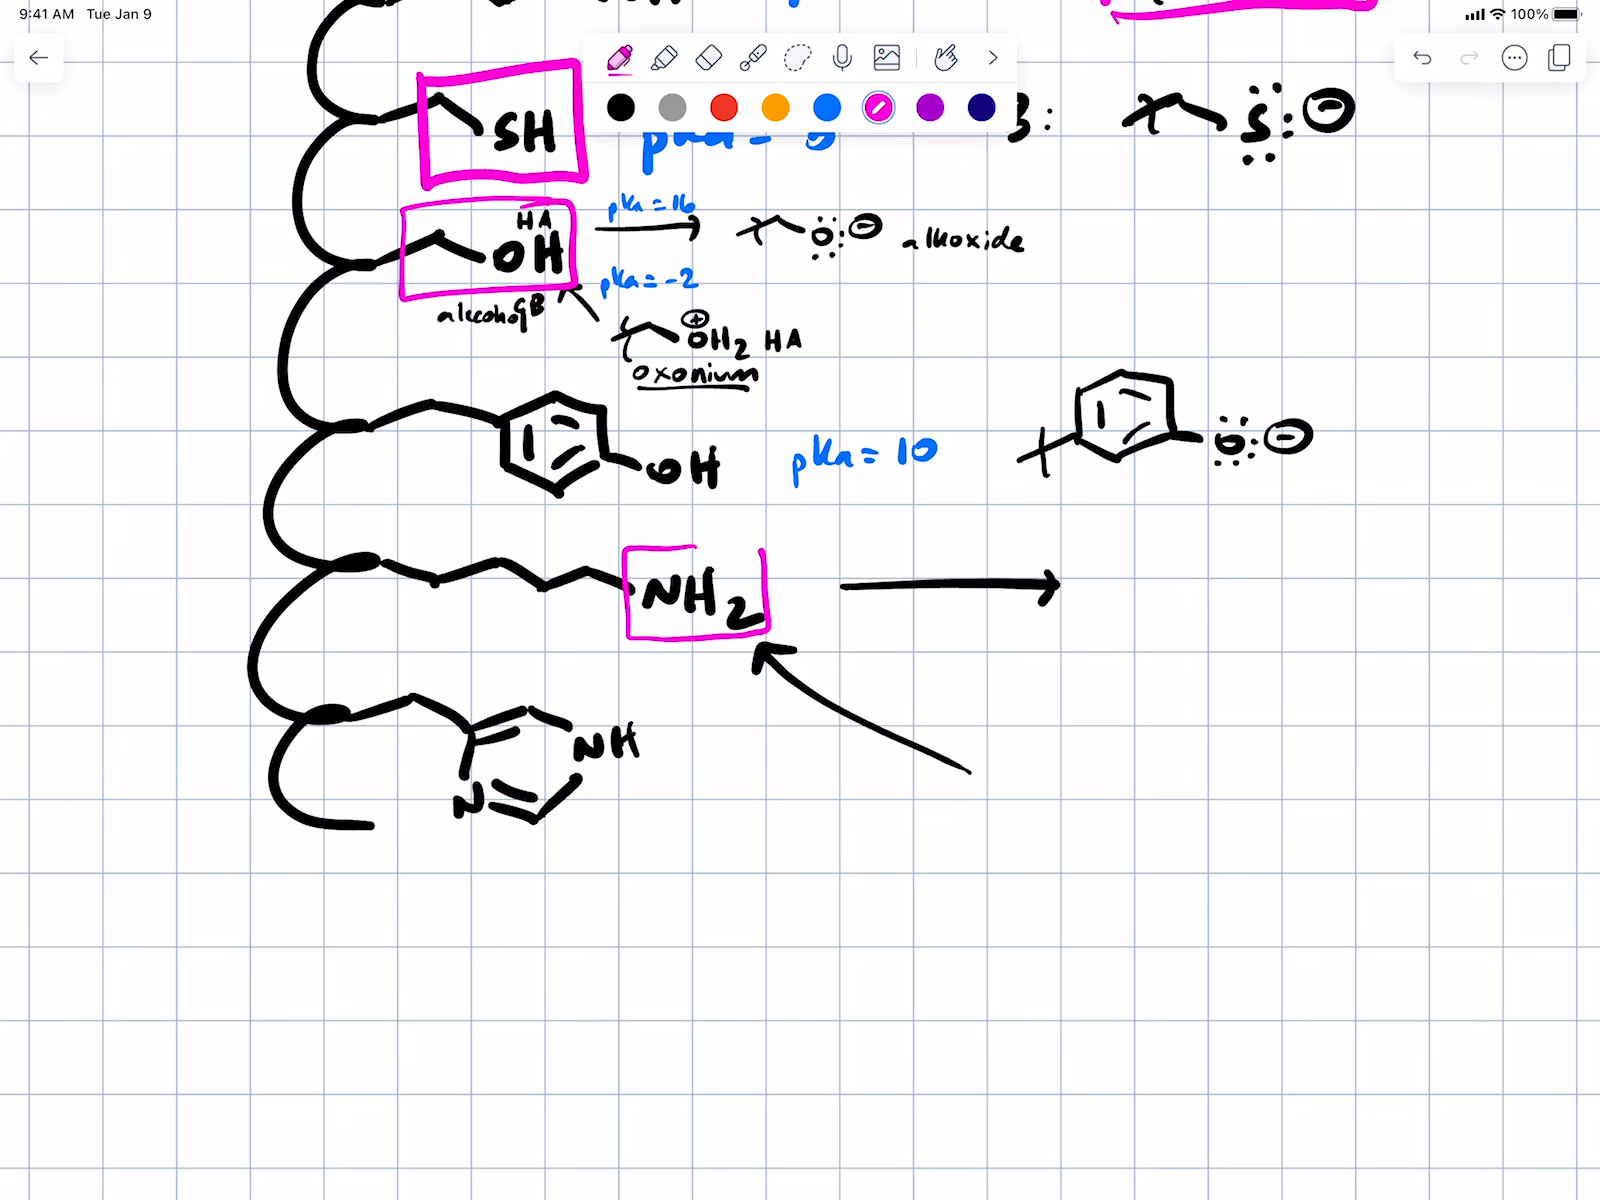 9:41 AM Tue Jan 9
100%
SH
S: ⊖
pKa = 16
HA
OH
O: ⊖ alkoxide
pKa = -2
alcohol
CB
⊕
OH2 HA
oxonium
OH
pKa = 10
O: ⊖
NH2
NH
N